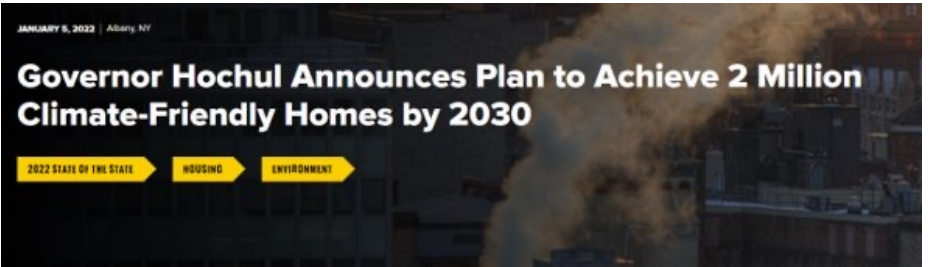 JANUARY 5, 2022 | Albany, NY
Governor Hochul Announces Plan to Achieve 2 Million
Climate-Friendly Homes by 2030
2022 STATE OF THE STATE
HOUSING
ENVIRONMENT